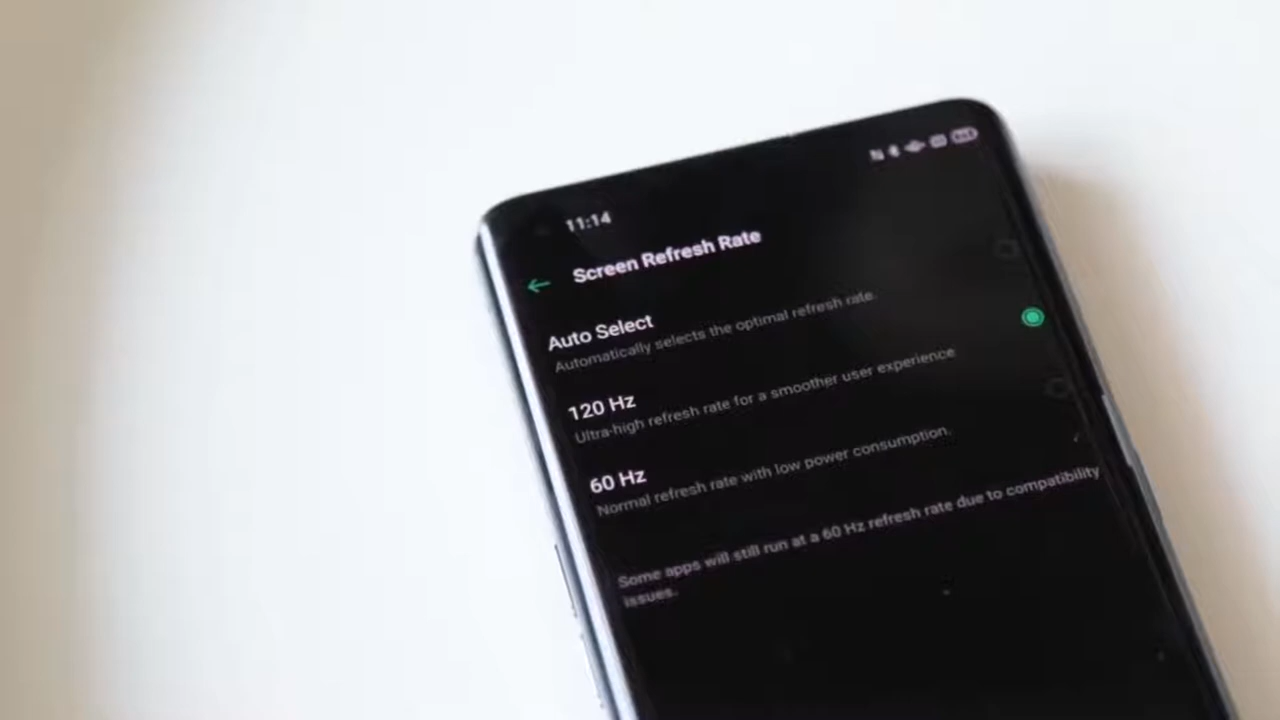 11:14
Screen Refresh Rate
Auto Select
Automatically selects the optimal refresh rate.
120 Hz
Ultra-high refresh rate for a smoother user experience
60 Hz
Normal refresh rate with low power consumption.
Some apps will still run at a 60 Hz refresh rate due to compatibility
issues.